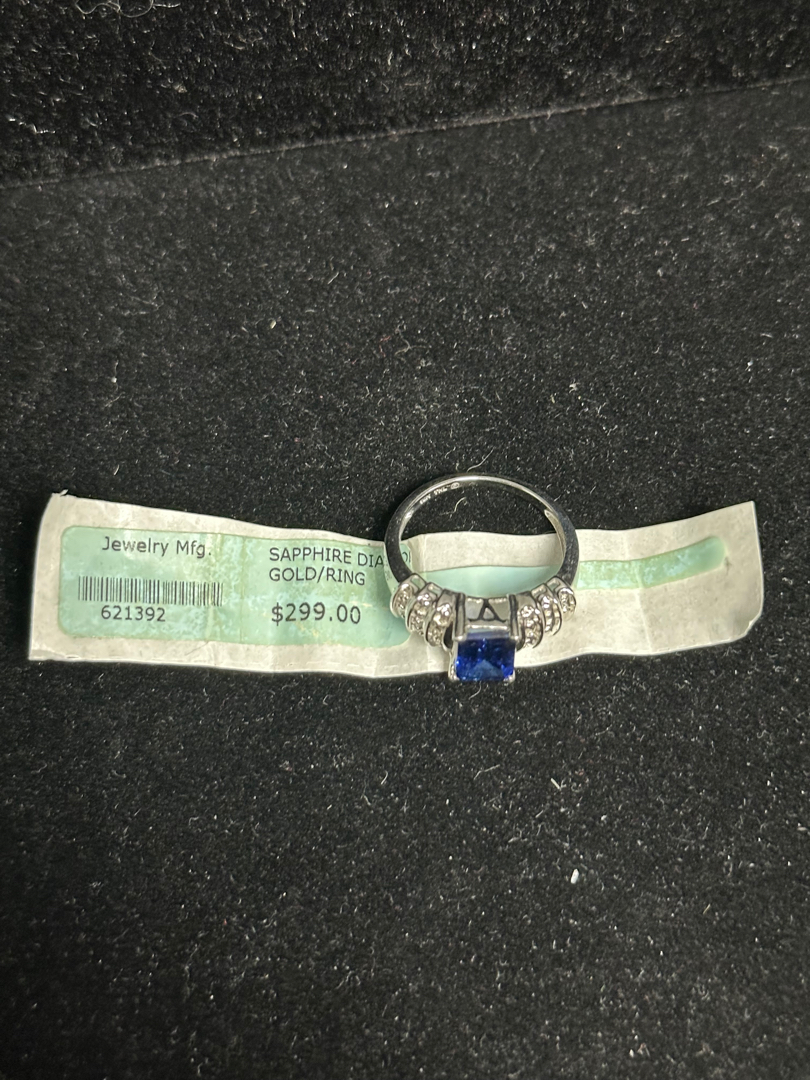 Jewelry Mfg.
621392
SAPPHIRE DIA
GOLD/RING
$299.00